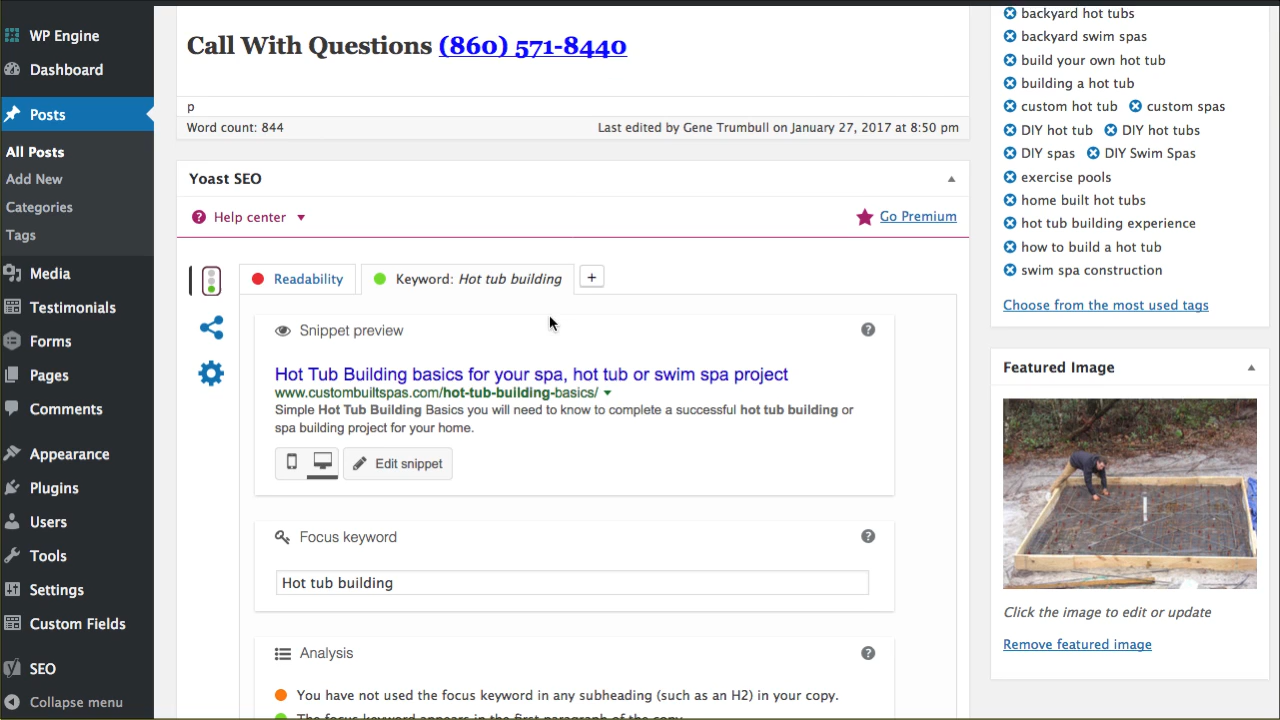 WP Engine
Dashboard
Posts
All Posts
Add New
Categories
Tags
Media
Testimonials
Forms
Pages
Comments
Appearance
Plugins
Users
Tools
Settings
Custom Fields
SEO
Collapse menu
Call With Questions (860) 571-8440
p
Word count: 844
Last edited by Gene Trumbull on January 27, 2017 at 8:50 pm
Yoast SEO
? Help center
Go Premium
Readability
Keyword: Hot tub building
+
Snippet preview
?
Hot Tub Building basics for your spa, hot tub or swim spa project
www.custombuiltspas.com/hot-tub-building-basics/
Simple Hot Tub Building Basics you will need to know to complete a successful hot tub building or
spa building project for your home.
Edit snippet
Focus keyword
?
Hot tub building
Analysis
?
You have not used the focus keyword in any subheading (such as an H2) in your copy.
The focus keyword appears in the first paragraph of the copy.
backyard hot tubs
backyard swim spas
build your own hot tub
building a hot tub
custom hot tub custom spas
DIY hot tub DIY hot tubs
DIY spas DIY Swim Spas
exercise pools
home built hot tubs
hot tub building experience
how to build a hot tub
swim spa construction
Choose from the most used tags
Featured Image
Click the image to edit or update
Remove featured image